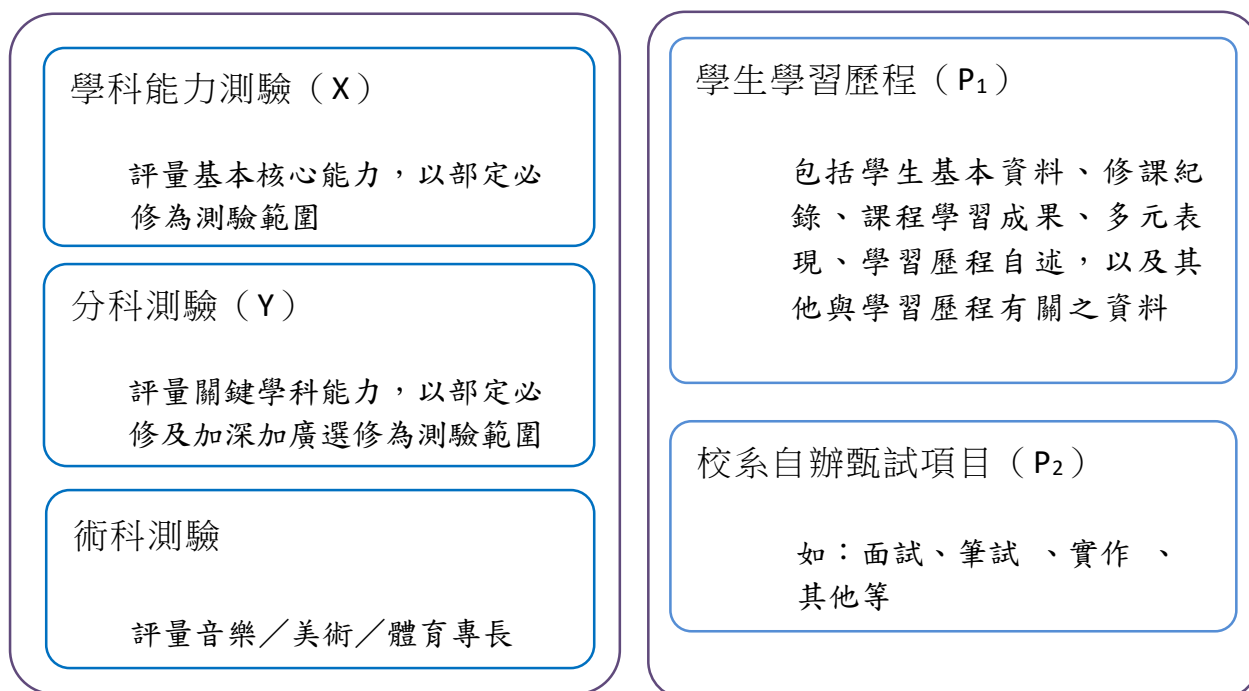 學科能力測驗（X）
評量基本核心能力，以部定必
修為測驗範圍
分科測驗（Y）
評量關鍵學科能力，以部定必
修及加深加廣選修為測驗範圍
術科測驗
評量音樂／美術／體育專長
學生學習歷程（P₁）
包括學生基本資料、修課紀
錄、課程學習成果、多元表
現、學習歷程自述，以及其
他與學習歷程有關之資料
校系自辦甄試項目（P₂）
如：面試、筆試 、實作 、
其他等